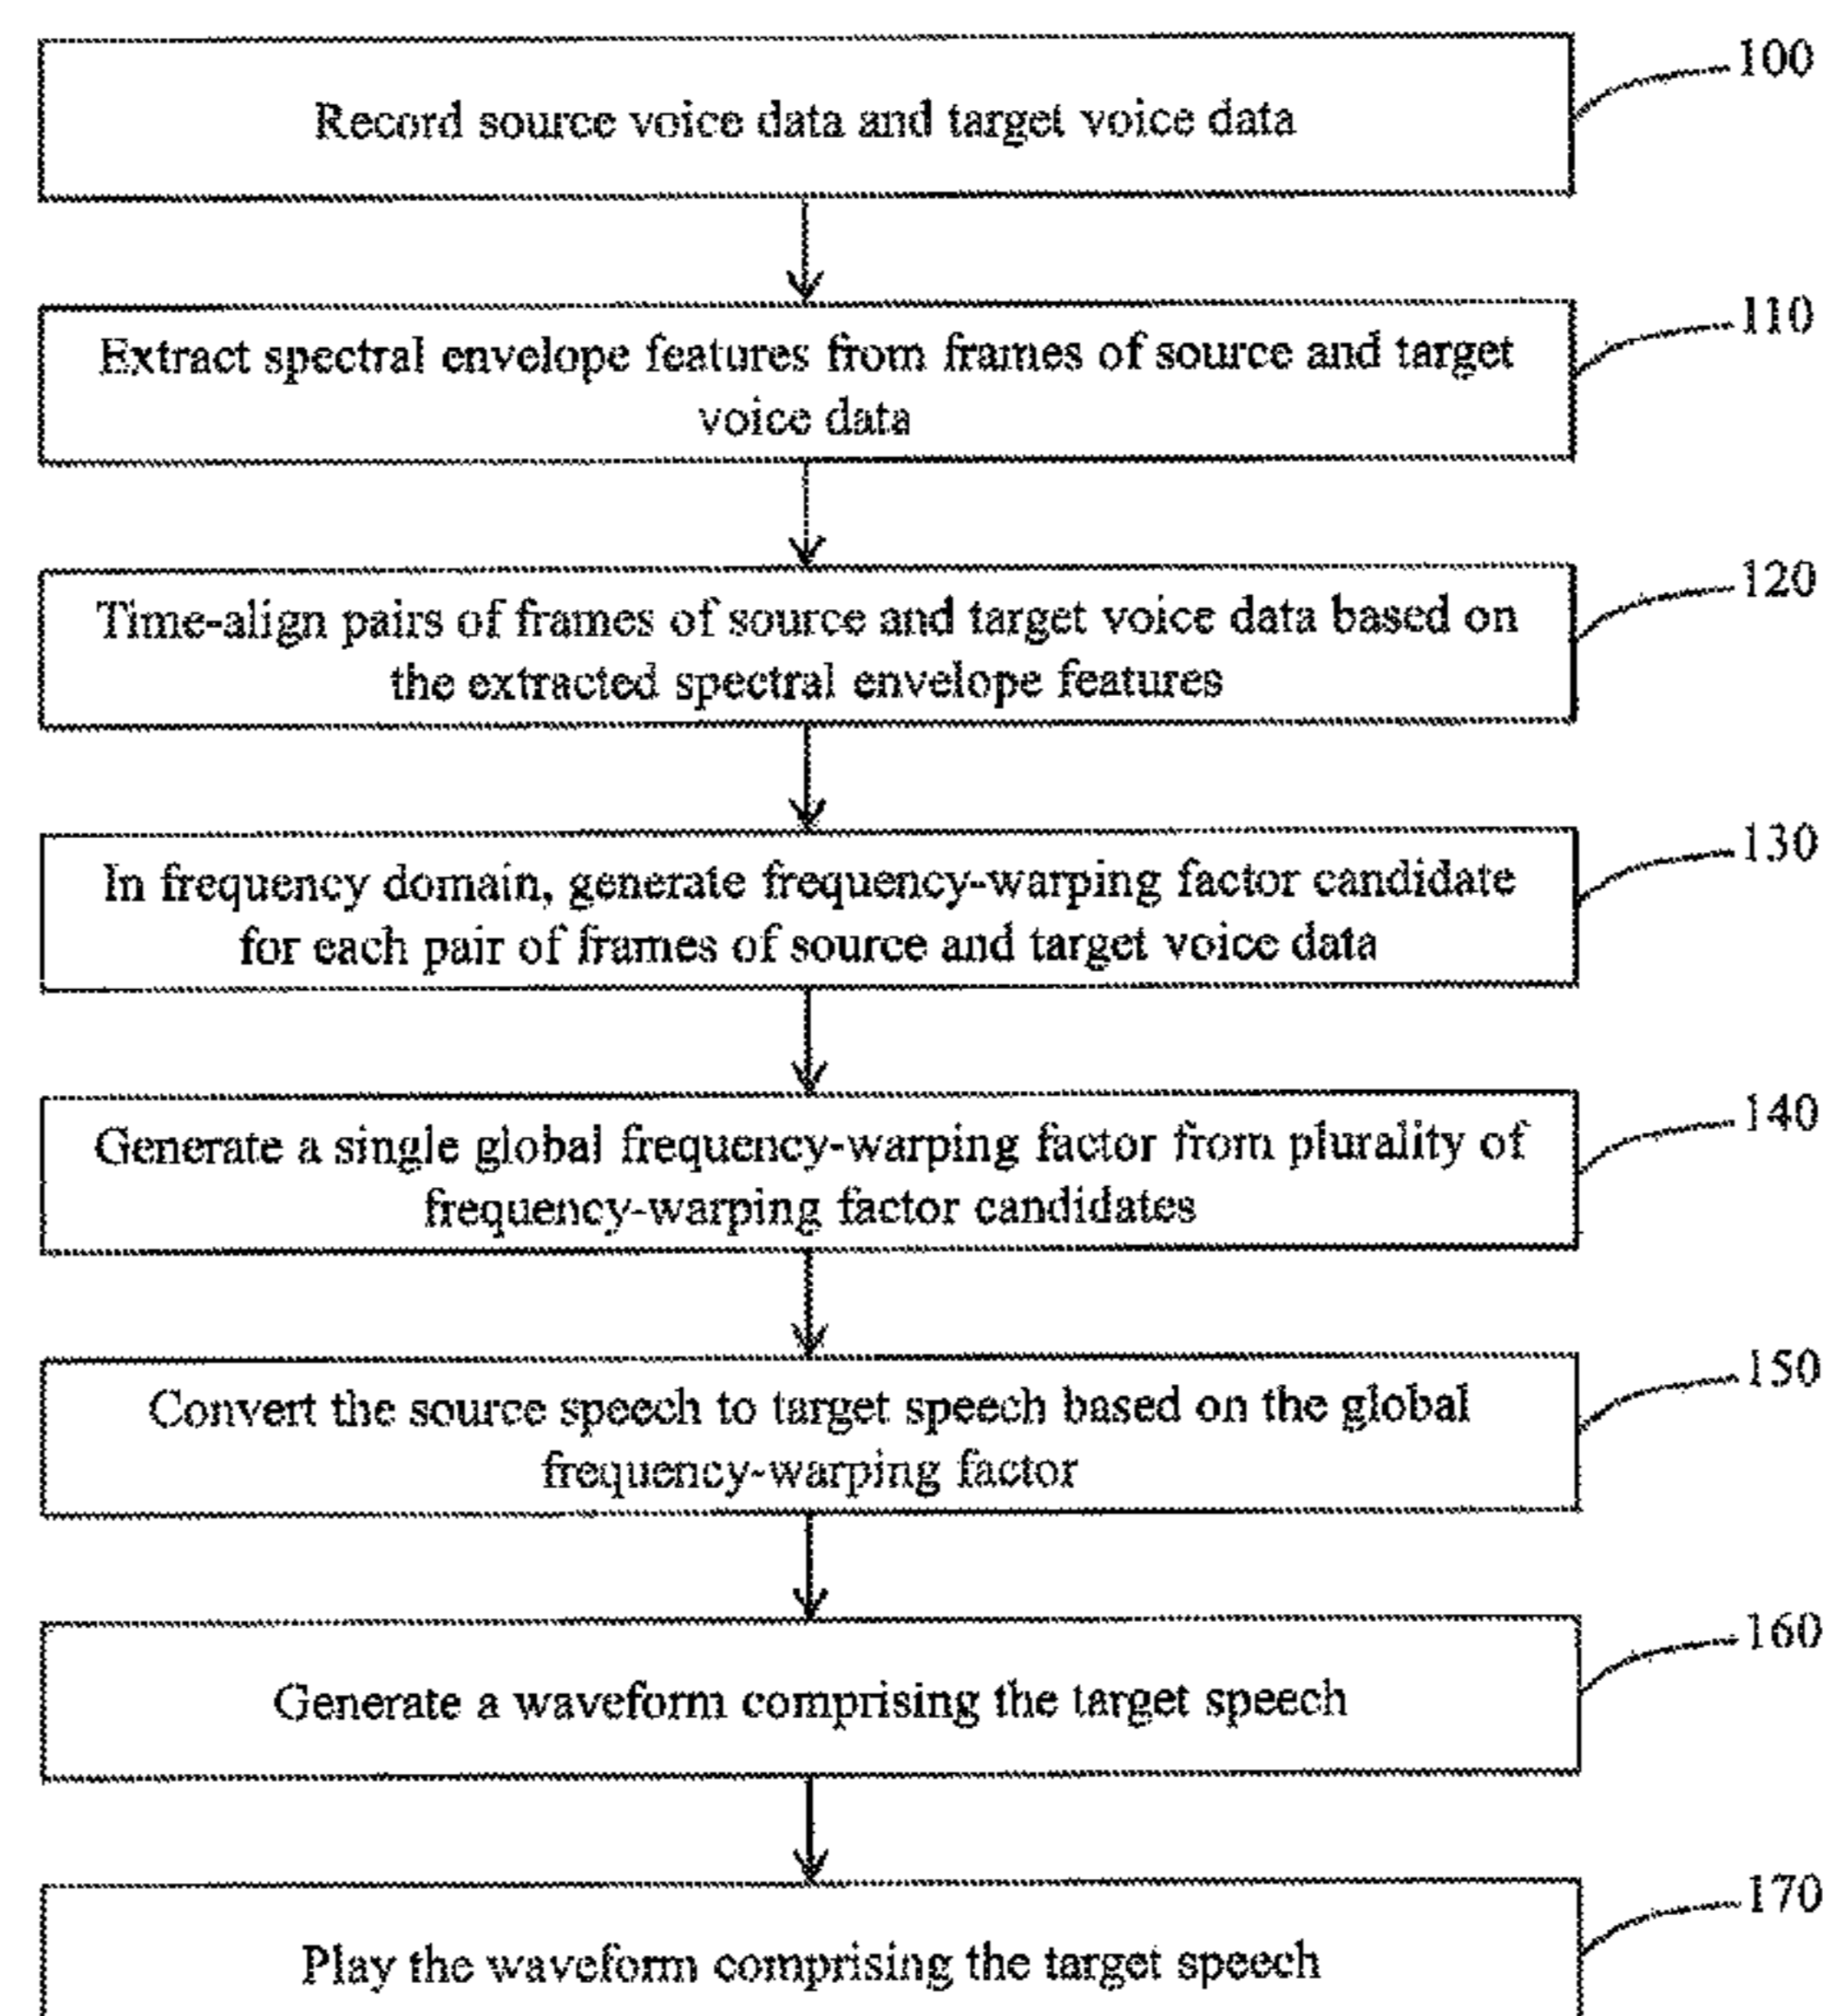 100
Record source voice data and target voice data
110
Extract spectral envelope features from frames of source and target
voice data
120
Time-align pairs of frames of source and target voice data based on
the extracted spectral envelope features
130
In frequency domain, generate frequency-warping factor candidate
for each pair of frames of source and target voice data
140
Generate a single global frequency-warping factor from plurality of
frequency-warping factor candidates
150
Convert the source speech to target speech based on the global
frequency-warping factor
160
Generate a waveform comprising the target speech
170
Play the waveform comprising the target speech